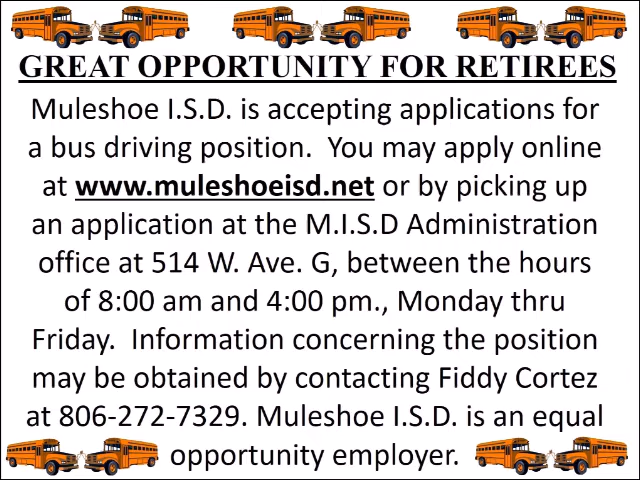 GREAT OPPORTUNITY FOR RETIREES
Muleshoe I.S.D. is accepting applications for
a bus driving position.  You may apply online
at www.muleshoeisd.net or by picking up
an application at the M.I.S.D Administration
office at 514 W. Ave. G, between the hours
of 8:00 am and 4:00 pm., Monday thru
Friday.  Information concerning the position
may be obtained by contacting Fiddy Cortez
at 806-272-7329. Muleshoe I.S.D. is an equal
opportunity employer.